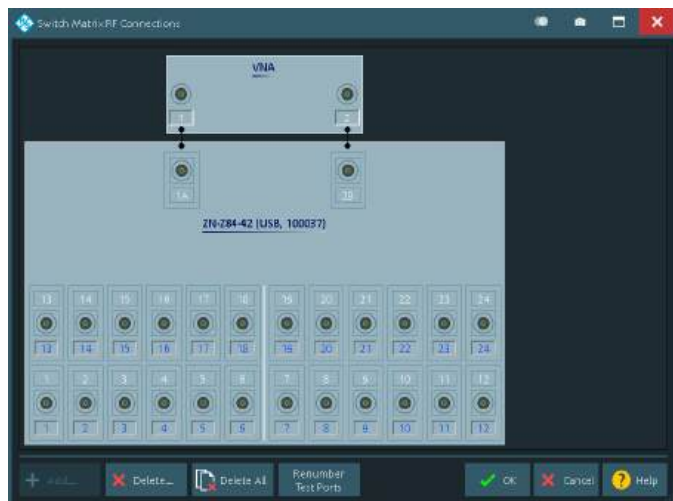 Switch Matrix RF Connections
VNA
1 2
1A 2B
ZN-Z84-42 (USB, 100037)
13 14 15 16 17 18 19 20 21 22 23 24
13 14 15 16 17 18 19 20 21 22 23 24
1 2 3 4 5 6 7 8 9 10 11 12
1 2 3 4 5 6 7 8 9 10 11 12
Add... Delete... Delete All Renumber OK Cancel Help
Test Ports